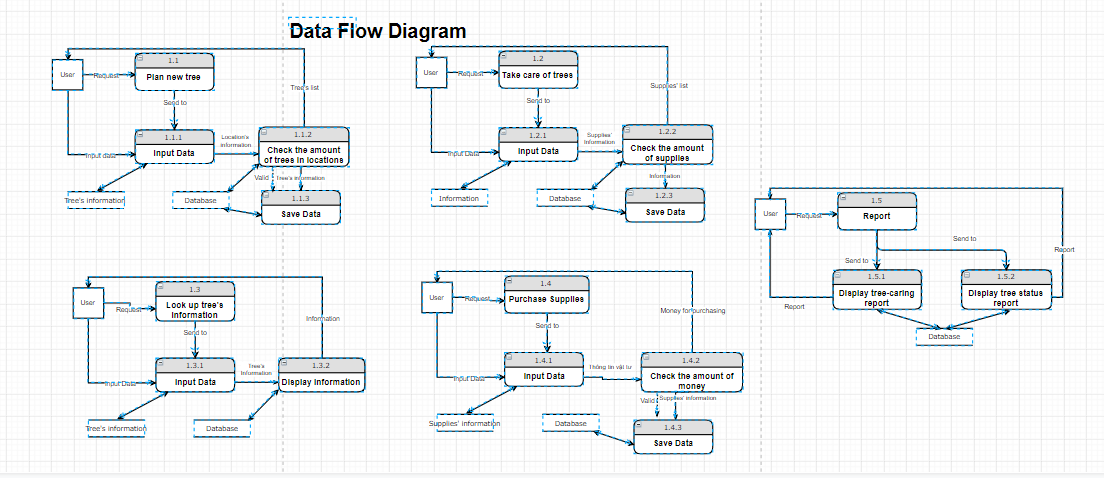 Data Flow Diagram
1.1
User
Request
Plan new tree
Tree's list
Send to
1.1.1
Input Data
Input data
Location's
information
1.1.2
Check the amount
of trees in locations
Valid
Tree's information
Tree's information
Database
1.1.3
Save Data
1.2
User
Request
Take care of trees
Supplies' list
Send to
1.2.1
Input Data
Input Data
Supplies'
Information
1.2.2
Check the amount
of supplies
Information
Information
Database
1.2.3
Save Data
1.3
User
Request
Look up tree's
information
Information
Send to
1.3.1
Input Data
Input Data
Tree's
Information
1.3.2
Display Information
Tree's information
Database
1.4
User
Request
Purchase Supplies
Money for purchasing
Send to
1.4.1
Input Data
Input Data
Thông tin vật tư
1.4.2
Check the amount of
money
Valid
Supplies' information
Supplies' information
Database
1.4.3
Save Data
1.5
User
Request
Report
Send to
Send to
Report
1.5.1
Display tree-caring
report
1.5.2
Display tree status
report
Report
Database